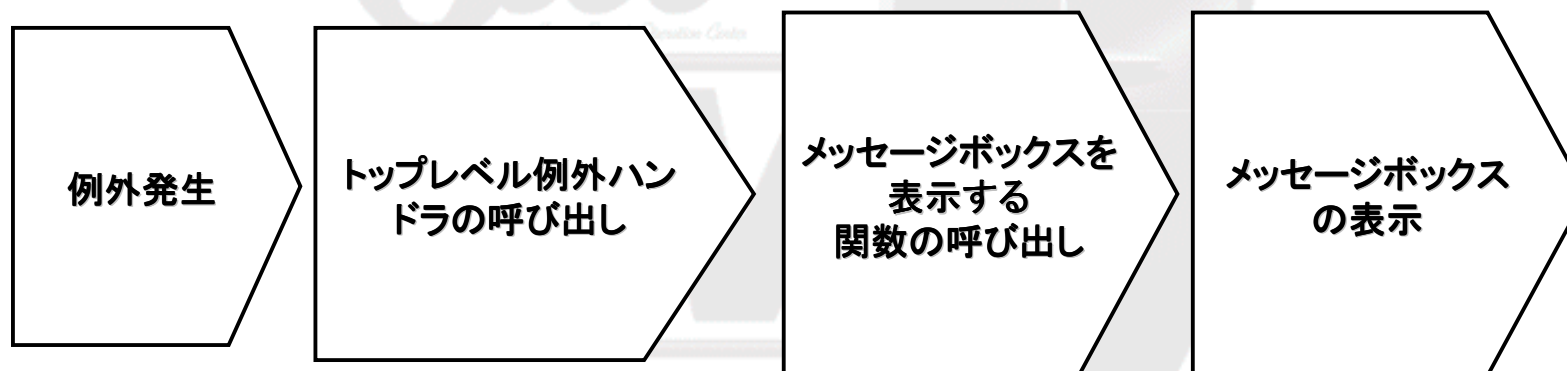 例外発生
トップレベル例外ハン
ドラの呼び出し
メッセージボックスを
表示する
関数の呼び出し
メッセージボックス
の表示